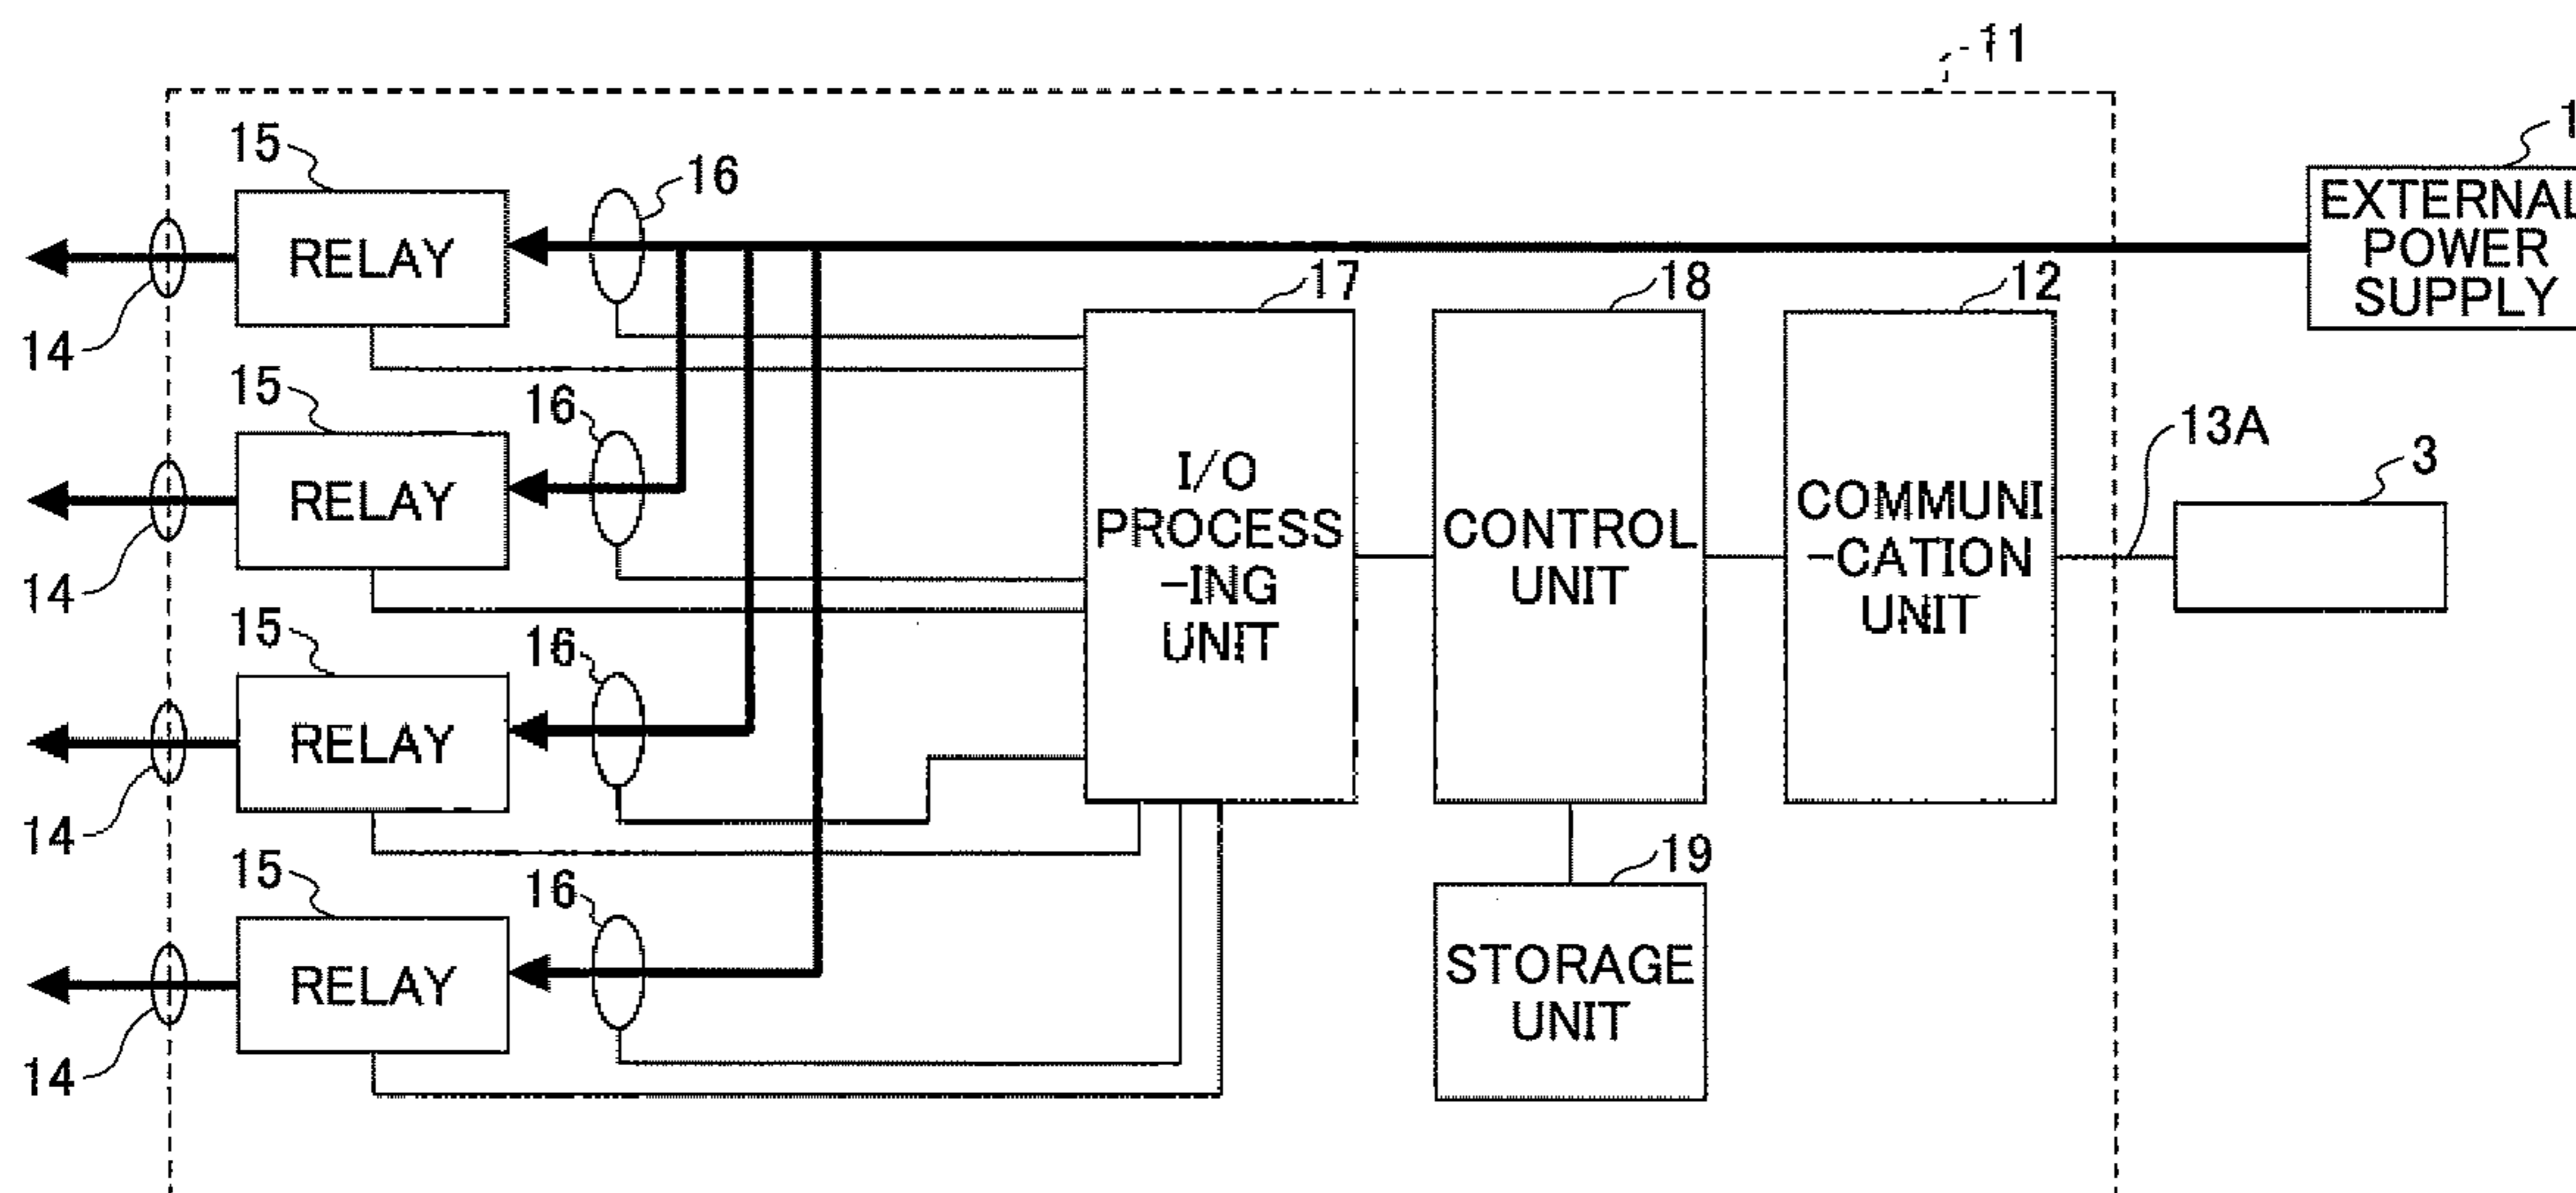 11
15
16
1
EXTERNAL
POWER
SUPPLY
RELAY
14
17
18
12
15
16
RELAY
14
I/O
PROCESS
-ING
UNIT
CONTROL
UNIT
COMMUNI
-CATION
UNIT
13A
3
15
16
RELAY
14
15
16
RELAY
14
19
STORAGE
UNIT